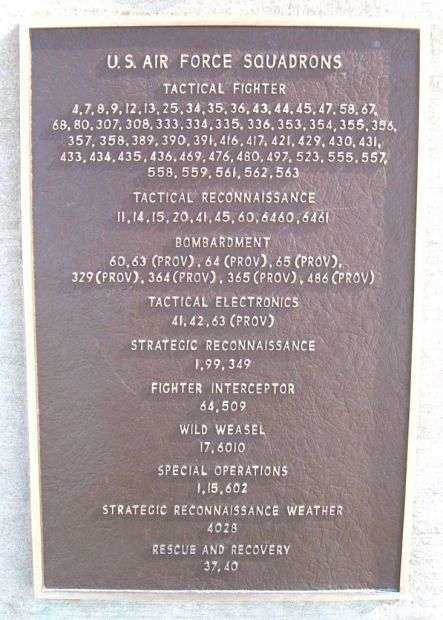 U.S. AIR FORCE SQUADRONS
TACTICAL FIGHTER
4,7,8,9,12,13,25,34,35,36,43,44,45,47,58,67,
68,80,307,308,333,334,335,336,353,354,355,356,
357,358,389,390,391,416,417,421,429,430,431,
433,434,435,436,469,476,480,497,523,555,557,
558,559,561,562,563
TACTICAL RECONNAISSANCE
11,14,15,20,41,45,60,6460,6461
BOMBARDMENT
60,63 (PROV), 64 (PROV), 65 (PROV),
329 (PROV), 364 (PROV), 365 (PROV), 486 (PROV)
TACTICAL ELECTRONICS
41,42,63 (PROV)
STRATEGIC RECONNAISSANCE
1,99,349
FIGHTER INTERCEPTOR
64,509
WILD WEASEL
17,6010
SPECIAL OPERATIONS
1,15,602
STRATEGIC RECONNAISSANCE WEATHER
4028
RESCUE AND RECOVERY
37,40